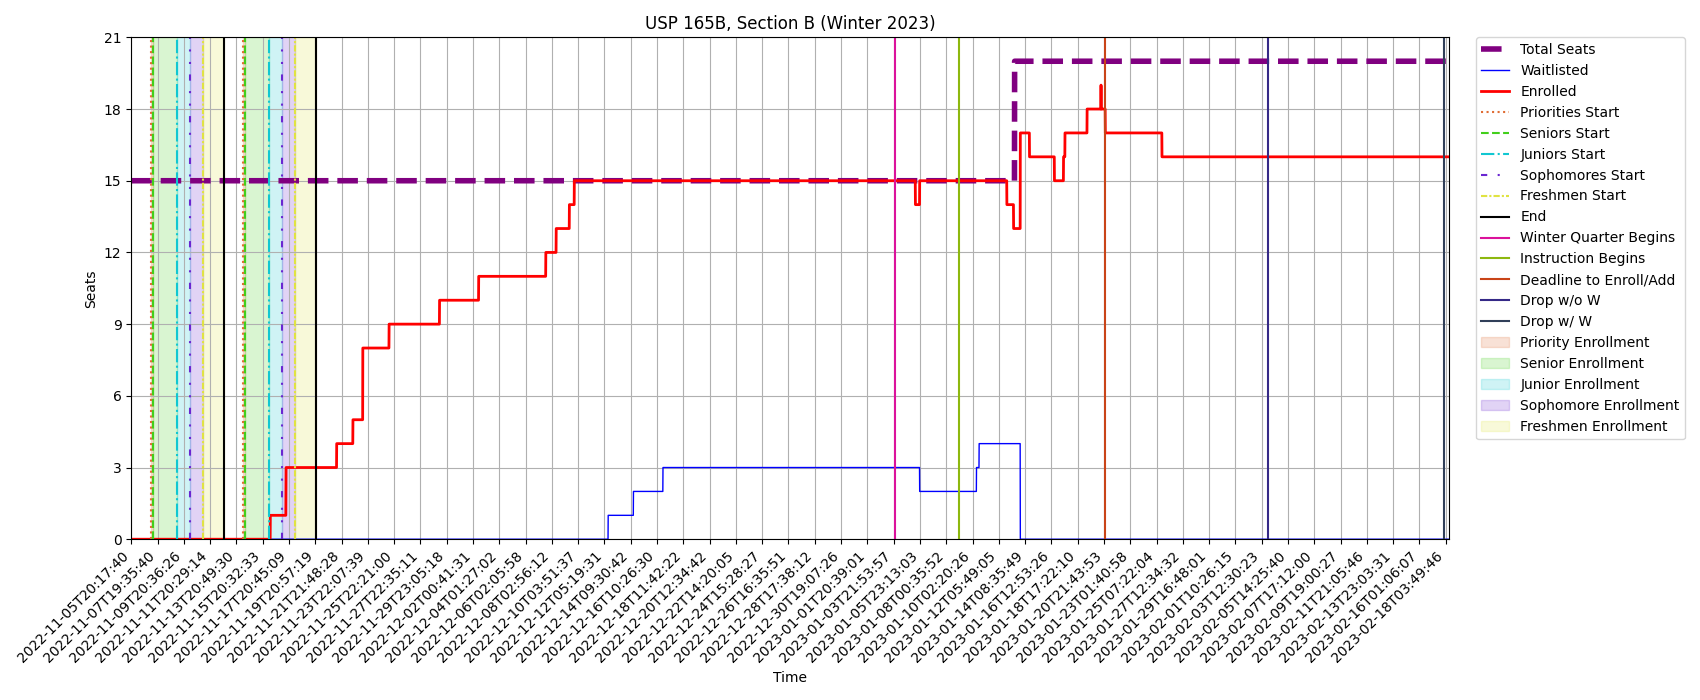 USP 165B, Section B (Winter 2023)
21
18
15
12
9
6
3
0
Seats
2022-11-05T20:17:40
2022-11-07T19:35:40
2022-11-09T20:36:26
2022-11-11T20:29:14
2022-11-13T20:49:30
2022-11-15T20:32:33
2022-11-17T20:45:09
2022-11-19T20:57:19
2022-11-21T21:48:28
2022-11-23T22:07:39
2022-11-25T22:21:00
2022-11-27T22:35:11
2022-11-29T23:05:18
2022-12-02T00:41:31
2022-12-04T01:27:02
2022-12-06T02:05:58
2022-12-08T02:56:12
2022-12-10T03:51:37
2022-12-12T05:19:31
2022-12-14T09:30:42
2022-12-16T10:26:30
2022-12-18T11:42:22
2022-12-20T12:34:42
2022-12-22T14:20:05
2022-12-24T15:28:27
2022-12-26T16:35:51
2022-12-28T17:38:12
2022-12-30T19:07:26
2023-01-01T20:39:01
2023-01-03T21:53:57
2023-01-05T23:13:03
2023-01-08T00:35:52
2023-01-10T02:20:26
2023-01-12T05:49:05
2023-01-14T08:35:49
2023-01-16T12:53:26
2023-01-18T17:22:10
2023-01-20T21:43:53
2023-01-23T01:40:58
2023-01-25T07:22:04
2023-01-27T12:34:32
2023-01-29T16:48:01
2023-02-01T10:26:15
2023-02-03T12:30:23
2023-02-05T14:25:40
2023-02-07T17:12:00
2023-02-09T19:00:27
2023-02-11T21:05:46
2023-02-13T23:03:31
2023-02-16T01:06:07
2023-02-18T03:49:46
Time
Total Seats
Waitlisted
Enrolled
Priorities Start
Seniors Start
Juniors Start
Sophomores Start
Freshmen Start
End
Winter Quarter Begins
Instruction Begins
Deadline to Enroll/Add
Drop w/o W
Drop w/ W
Priority Enrollment
Senior Enrollment
Junior Enrollment
Sophomore Enrollment
Freshmen Enrollment